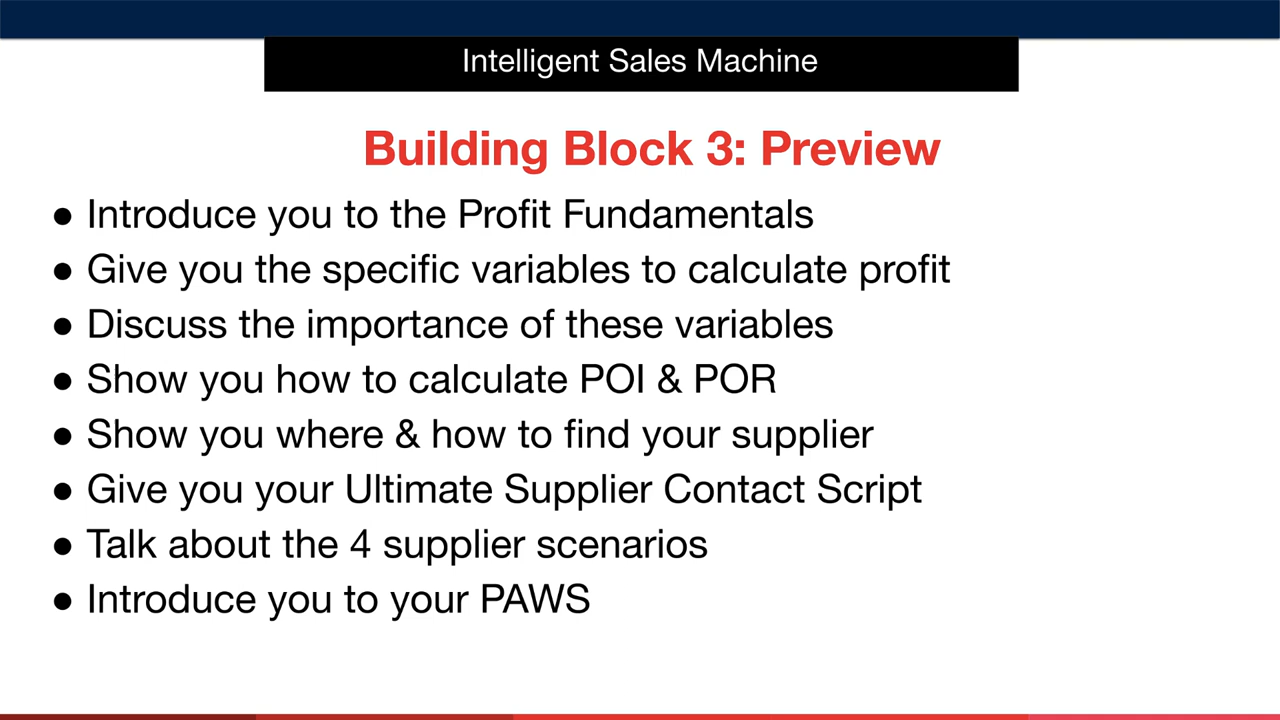 Intelligent Sales Machine
Building Block 3: Preview
● Introduce you to the Profit Fundamentals
● Give you the specific variables to calculate profit
● Discuss the importance of these variables
● Show you how to calculate POI & POR
● Show you where & how to find your supplier
● Give you your Ultimate Supplier Contact Script
● Talk about the 4 supplier scenarios
● Introduce you to your PAWS